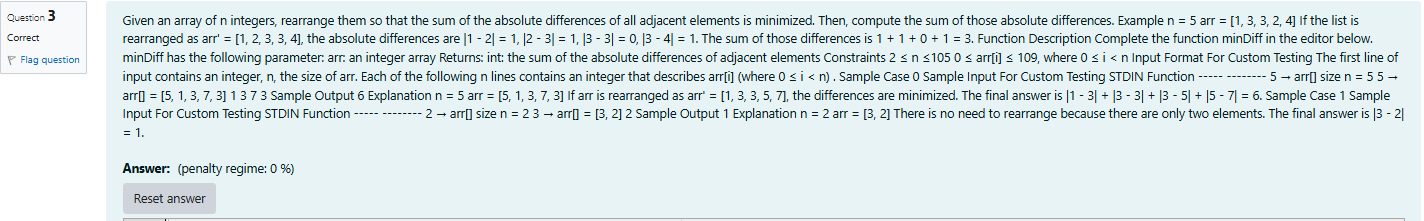 Question 3
Correct
Flag question
Given an array of n integers, rearrange them so that the sum of the absolute differences of all adjacent elements is minimized. Then, compute the sum of those absolute differences. Example n = 5 arr = [1, 3, 3, 2, 4] If the list is
rearranged as arr' = [1, 2, 3, 3, 4], the absolute differences are |1 - 2| = 1, |2 - 3| = 1, |3 - 3| = 0, |3 - 4| = 1. The sum of those differences is 1 + 1 + 0 + 1 = 3. Function Description Complete the function minDiff in the editor below.
minDiff has the following parameter: arr: an integer array Returns: int: the sum of the absolute differences of adjacent elements Constraints 2 ≤ n ≤105 0 ≤ arr[i] ≤ 109, where 0 ≤ i < n Input Format For Custom Testing The first line of
input contains an integer, n, the size of arr. Each of the following n lines contains an integer that describes arr[i] (where 0 ≤ i < n) . Sample Case 0 Sample Input For Custom Testing STDIN Function ----- -------- 5 → arr[] size n = 5 5 →
arr[] = [5, 1, 3, 7, 3] 1 3 7 3 Sample Output 6 Explanation n = 5 arr = [5, 1, 3, 7, 3] If arr is rearranged as arr' = [1, 3, 3, 5, 7], the differences are minimized. The final answer is |1 - 3| + |3 - 3| + |3 - 5| + |5 - 7| = 6. Sample Case 1 Sample
Input For Custom Testing STDIN Function ----- -------- 2 → arr[] size n = 2 3 → arr[] = [3, 2] 2 Sample Output 1 Explanation n = 2 arr = [3, 2] There is no need to rearrange because there are only two elements. The final answer is |3 - 2|
= 1.
Answer: (penalty regime: 0 %)
Reset answer